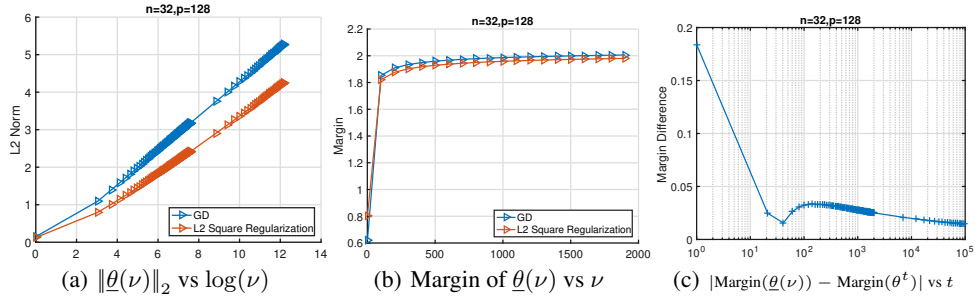 n=32,p=128
L2 Norm
6
5
4
3
2
1
0
0 2 4 6 8 10 12 14
GD
L2 Square Regularization
(a) ‖θ(ν)‖₂ vs log(ν)
n=32,p=128
Margin
2.2
2
1.8
1.6
1.4
1.2
1
0.8
0.6
0 500 1000 1500 2000
GD
L2 Square Regularization
(b) Margin of θ(ν) vs ν
n=32,p=128
Margin Difference
0.2
0.15
0.1
0.05
0
10⁰ 10¹ 10² 10³ 10⁴ 10⁵
(c) |Margin(θ(ν)) − Margin(θᵗ)| vs t